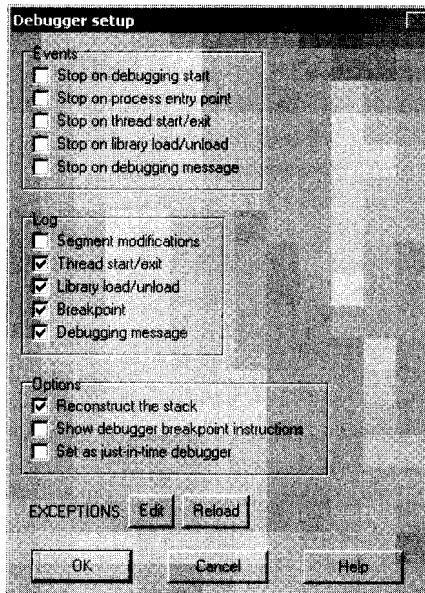 Debugger setup
Events
Stop on debugging start
Stop on process entry point
Stop on thread start/exit
Stop on library load/unload
Stop on debugging message
Log
Segment modifications
Thread start/exit
Library load/unload
Breakpoint
Debugging message
Options
Reconstruct the stack
Show debugger breakpoint instructions
Set as just-in-time debugger
EXCEPTIONS Edit Reload
OK Cancel Help